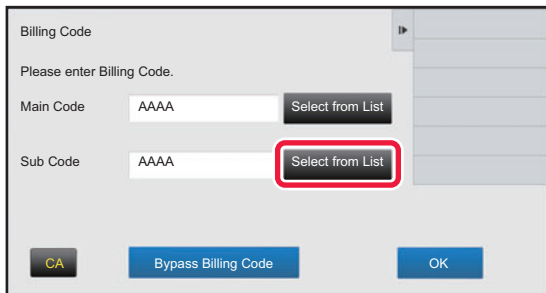 Billing Code
Please enter Billing Code.
Main Code AAAA Select from List
Sub Code AAAA Select from List
CA Bypass Billing Code OK